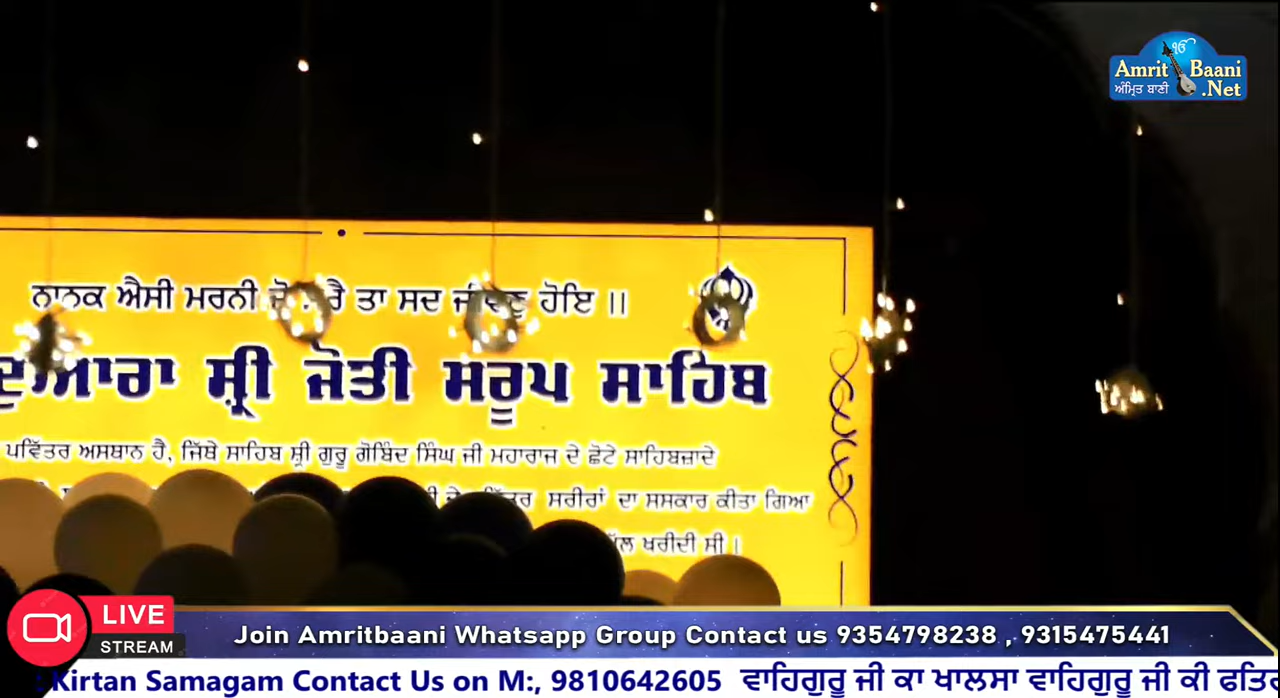 ੴ
Amrit Baani
ਅੰਮ੍ਰਿਤ ਬਾਣੀ .Net
ਨਾਨਕ ਐਸੀ ਮਰਨੀ ਤਾ ਸਦ ਹੋਇ ॥
ਸ਼੍ਰੀ ਜੋਤੀ ਸਰੂਪ ਸਾਹਿਬ
ਪਵਿੱਤਰ ਅਸਥਾਨ ਹੈ, ਜਿੱਥੇ ਸਾਹਿਬ ਸ਼੍ਰੀ ਗੁਰੂ ਗੋਬਿੰਦ ਸਿੰਘ ਜੀ ਮਹਾਰਾਜ ਦੇ ਛੋਟੇ ਸਾਹਿਬਜ਼ਾਦੇ
ਸਰੀਰਾਂ ਦਾ ਸਸਕਾਰ ਕੀਤਾ ਗਿਆ
ਖਰੀਦੀ ਸੀ ।
LIVE
STREAM
Join Amritbaani Whatsapp Group Contact us 9354798238 , 9315475441
: Kirtan Samagam Contact Us on M:, 9810642605 ਵਾਹਿਗੁਰੂ ਜੀ ਕਾ ਖਾਲਸਾ ਵਾਹਿਗੁਰੂ ਜੀ ਕੀ